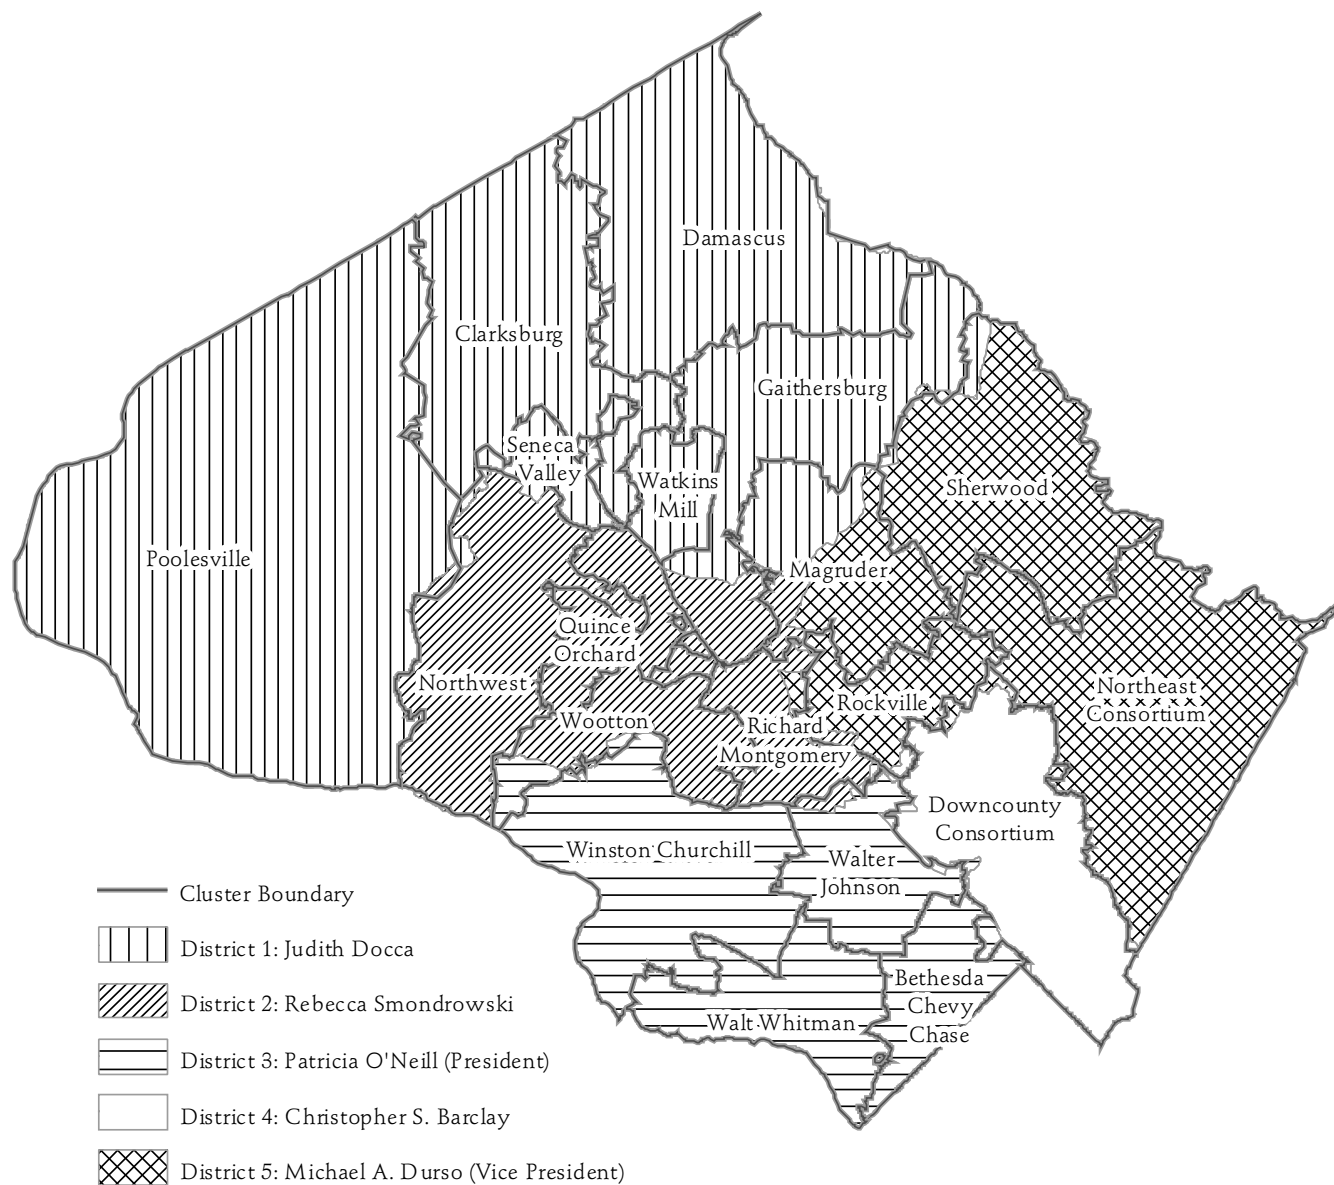 Damascus
Clarksburg
Gaithersburg
Seneca
Valley
Watkins
Mill
Sherwood
Poolesville
Magruder
Quince
Orchard
Northwest
Northeast
Consortium
Rockville
Wootton
Richard
Montgomery
Downcounty
Consortium
Winston Churchill
Walter
Johnson
Bethesda
Chevy
Chase
Walt Whitman
Cluster Boundary
District 1: Judith Docca
District 2: Rebecca Smondrowski
District 3: Patricia O'Neill (President)
District 4: Christopher S. Barclay
District 5: Michael A. Durso (Vice President)